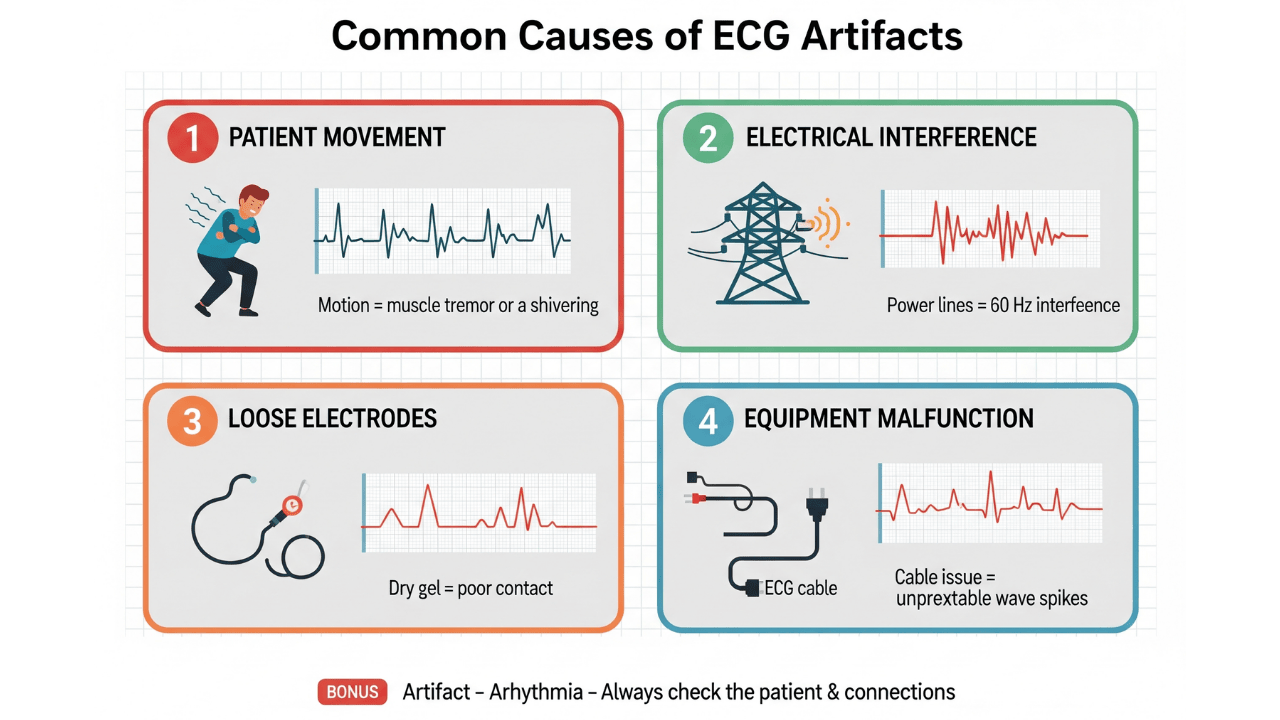 Common Causes of ECG Artifacts
1 PATIENT MOVEMENT
Motion = muscle tremor or a shivering
2 ELECTRICAL INTERFERENCE
Power lines = 60 Hz interfeence
3 LOOSE ELECTRODES
Dry gel = poor contact
4 EQUIPMENT MALFUNCTION
ECG cable
Cable issue =
unprextable wave spikes
BONUS Artifact – Arhythmia – Always check the patient & connections